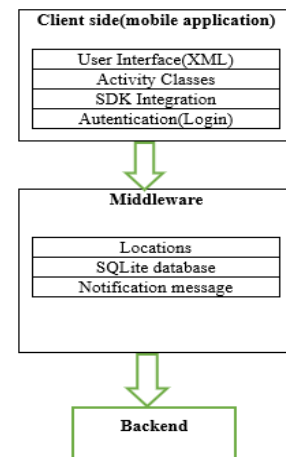 Client side(mobile application)
User Interface(XML)
Activity Classes
SDK Integration
Autentication(Login)
Middleware
Locations
SQLite database
Notification message
Backend